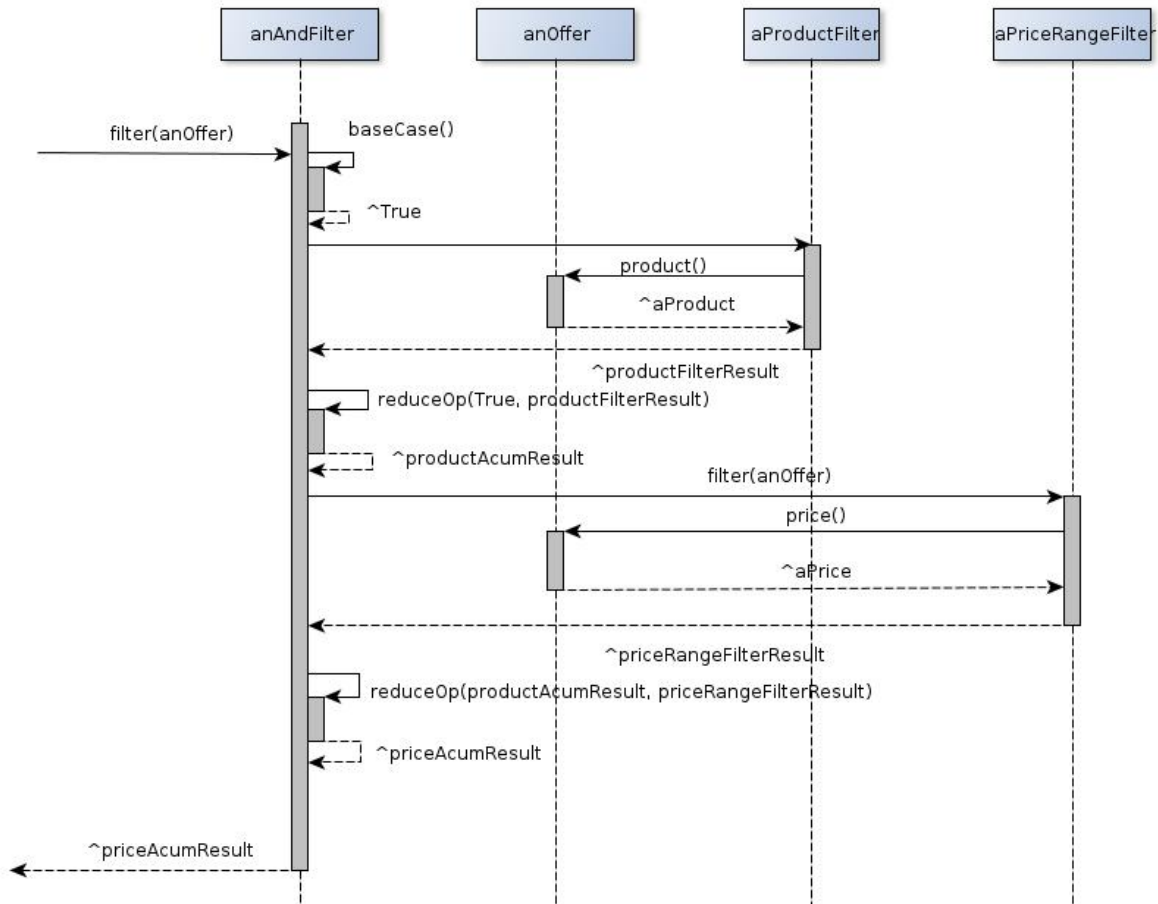 anAndFilter
anOffer
aProductFilter
aPriceRangeFilter
filter(anOffer)
baseCase()
^True
product()
^aProduct
^productFilterResult
reduceOp(True, productFilterResult)
^productAcumResult
filter(anOffer)
price()
^aPrice
^priceRangeFilterResult
reduceOp(productAcumResult, priceRangeFilterResult)
^priceAcumResult
^priceAcumResult